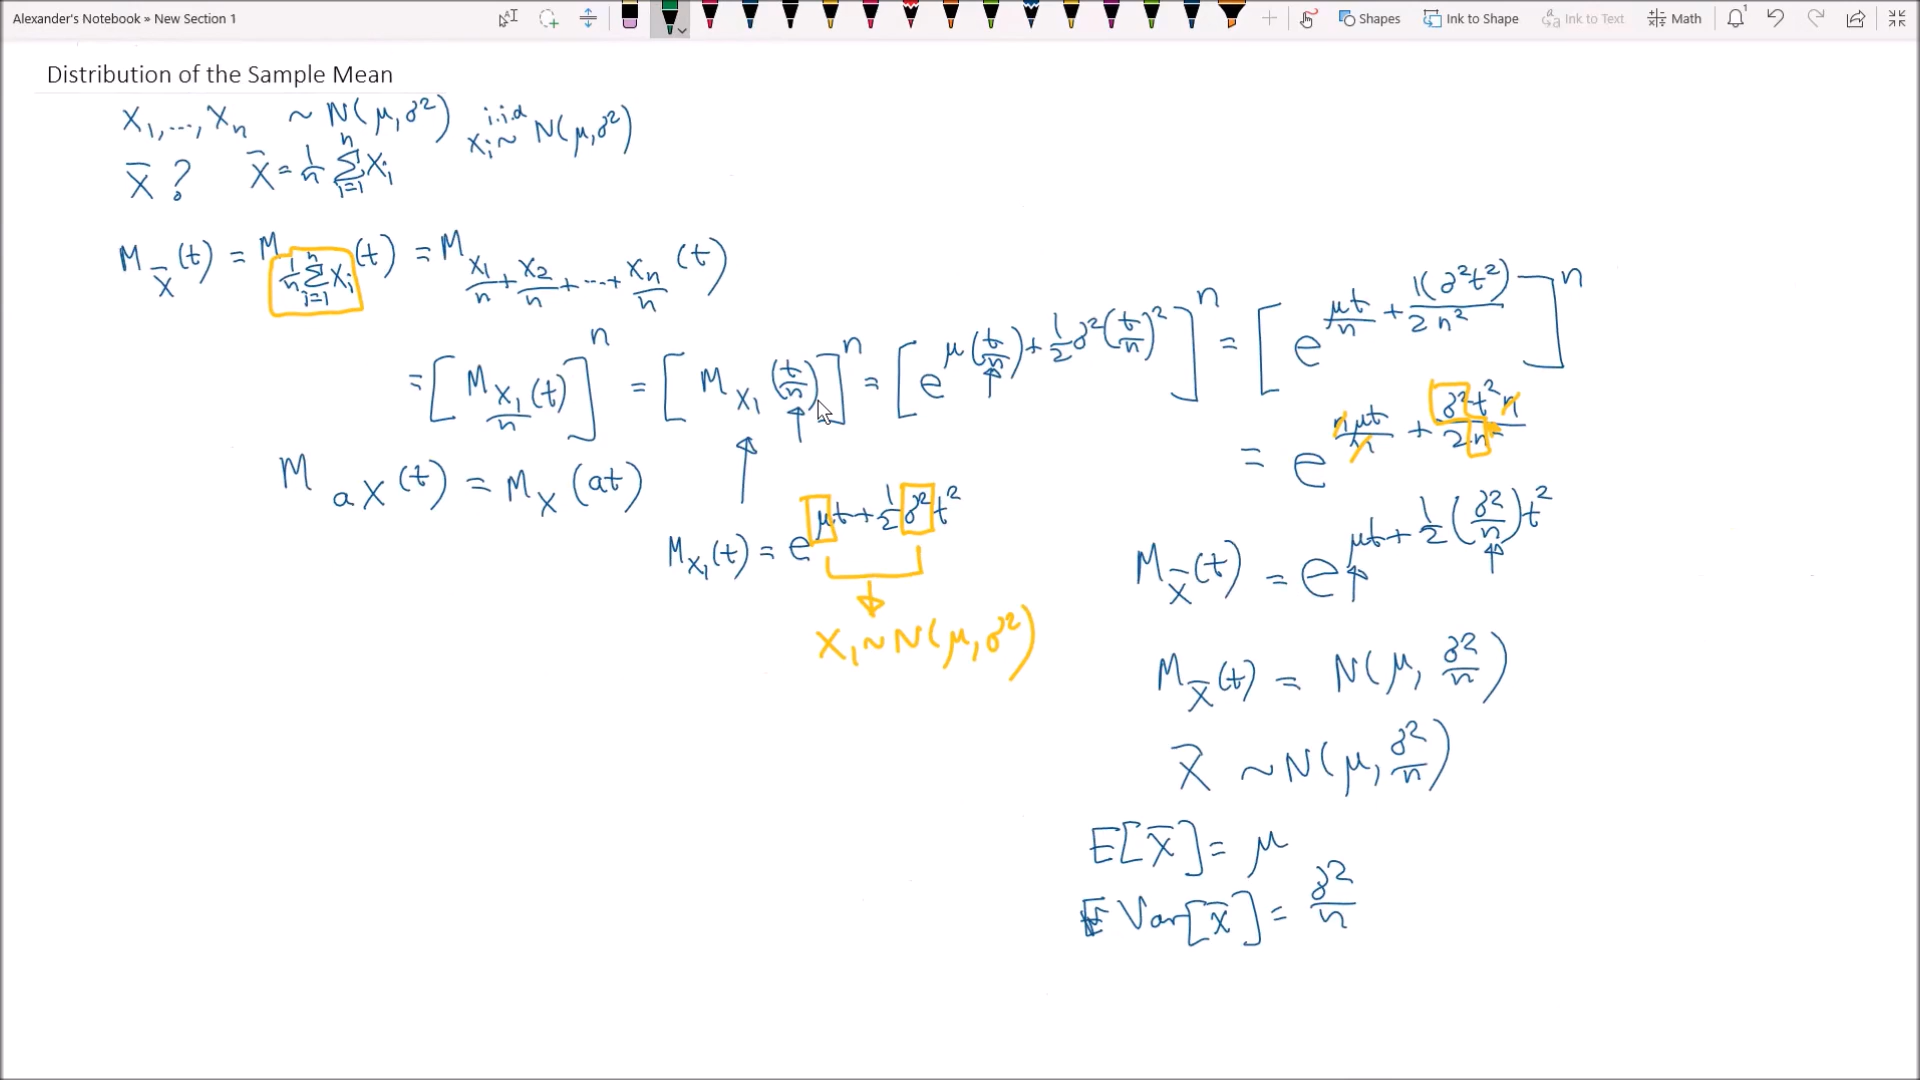 Alexander's Notebook » New Section 1
Shapes Ink to Shape Ink to Text Math
Distribution of the Sample Mean
X₁,...,Xₙ ~ N(μ,σ²) Xᵢ i.i.d ~ N(μ,σ²)
X̄ ? X̄ = 1/n Σᵢ₌₁ⁿ Xᵢ
M_X̄(t) = M_{1/n Σᵢ₌₁ⁿ Xᵢ}(t) = M_{X₁/n + X₂/n + ... + Xₙ/n}(t)
= [M_{X₁/n}(t)]ⁿ = [M_{X₁}(t/n)]ⁿ = [e^{μ(t/n) + 1/2 σ²(t/n)²}]ⁿ = [e^{μt/n + 1(σ²t²)/2n²}]ⁿ
= e^{nμt/n + σ²t²n/2n²}
M_{aX}(t) = M_X(at)
M_{X₁}(t) = e^{μt + 1/2 σ²t²}
X₁ ~ N(μ,σ²)
M_X̄(t) = e^{μt + 1/2 (σ²/n)t²}
M_X̄(t) = N(μ, σ²/n)
X̄ ~ N(μ, σ²/n)
E[X̄] = μ
Var[X̄] = σ²/n